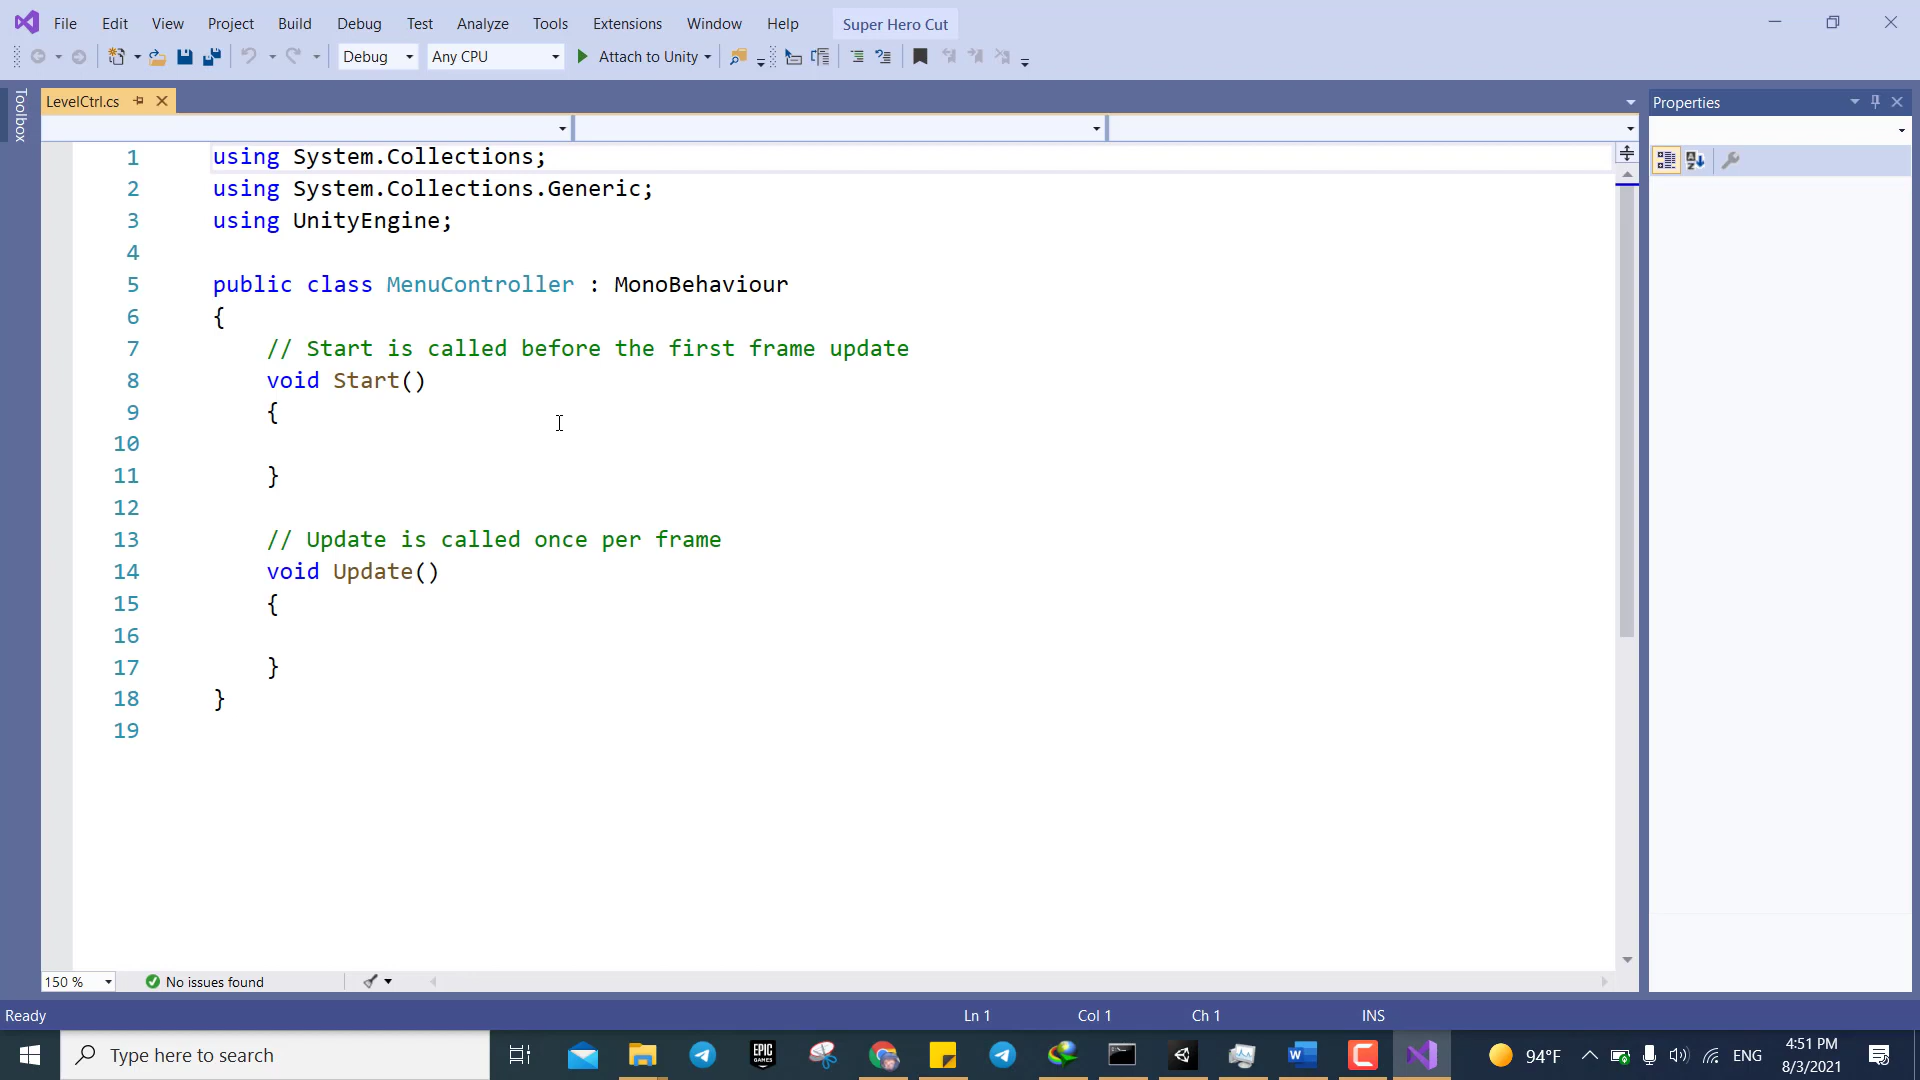 File Edit View Project Build Debug Test Analyze Tools Extensions Window Help Super Hero Cut
Debug Any CPU Attach to Unity
Toolbox
LevelCtrl.cs
Properties
1 using System.Collections;
2 using System.Collections.Generic;
3 using UnityEngine;
4
5 public class MenuController : MonoBehaviour
6 {
7 // Start is called before the first frame update
8 void Start()
9 {
10
11 }
12
13 // Update is called once per frame
14 void Update()
15 {
16
17 }
18 }
19
150 % No issues found
Ready Ln 1 Col 1 Ch 1 INS
Type here to search
EPIC GAMES
94°F ENG
4:51 PM
8/3/2021